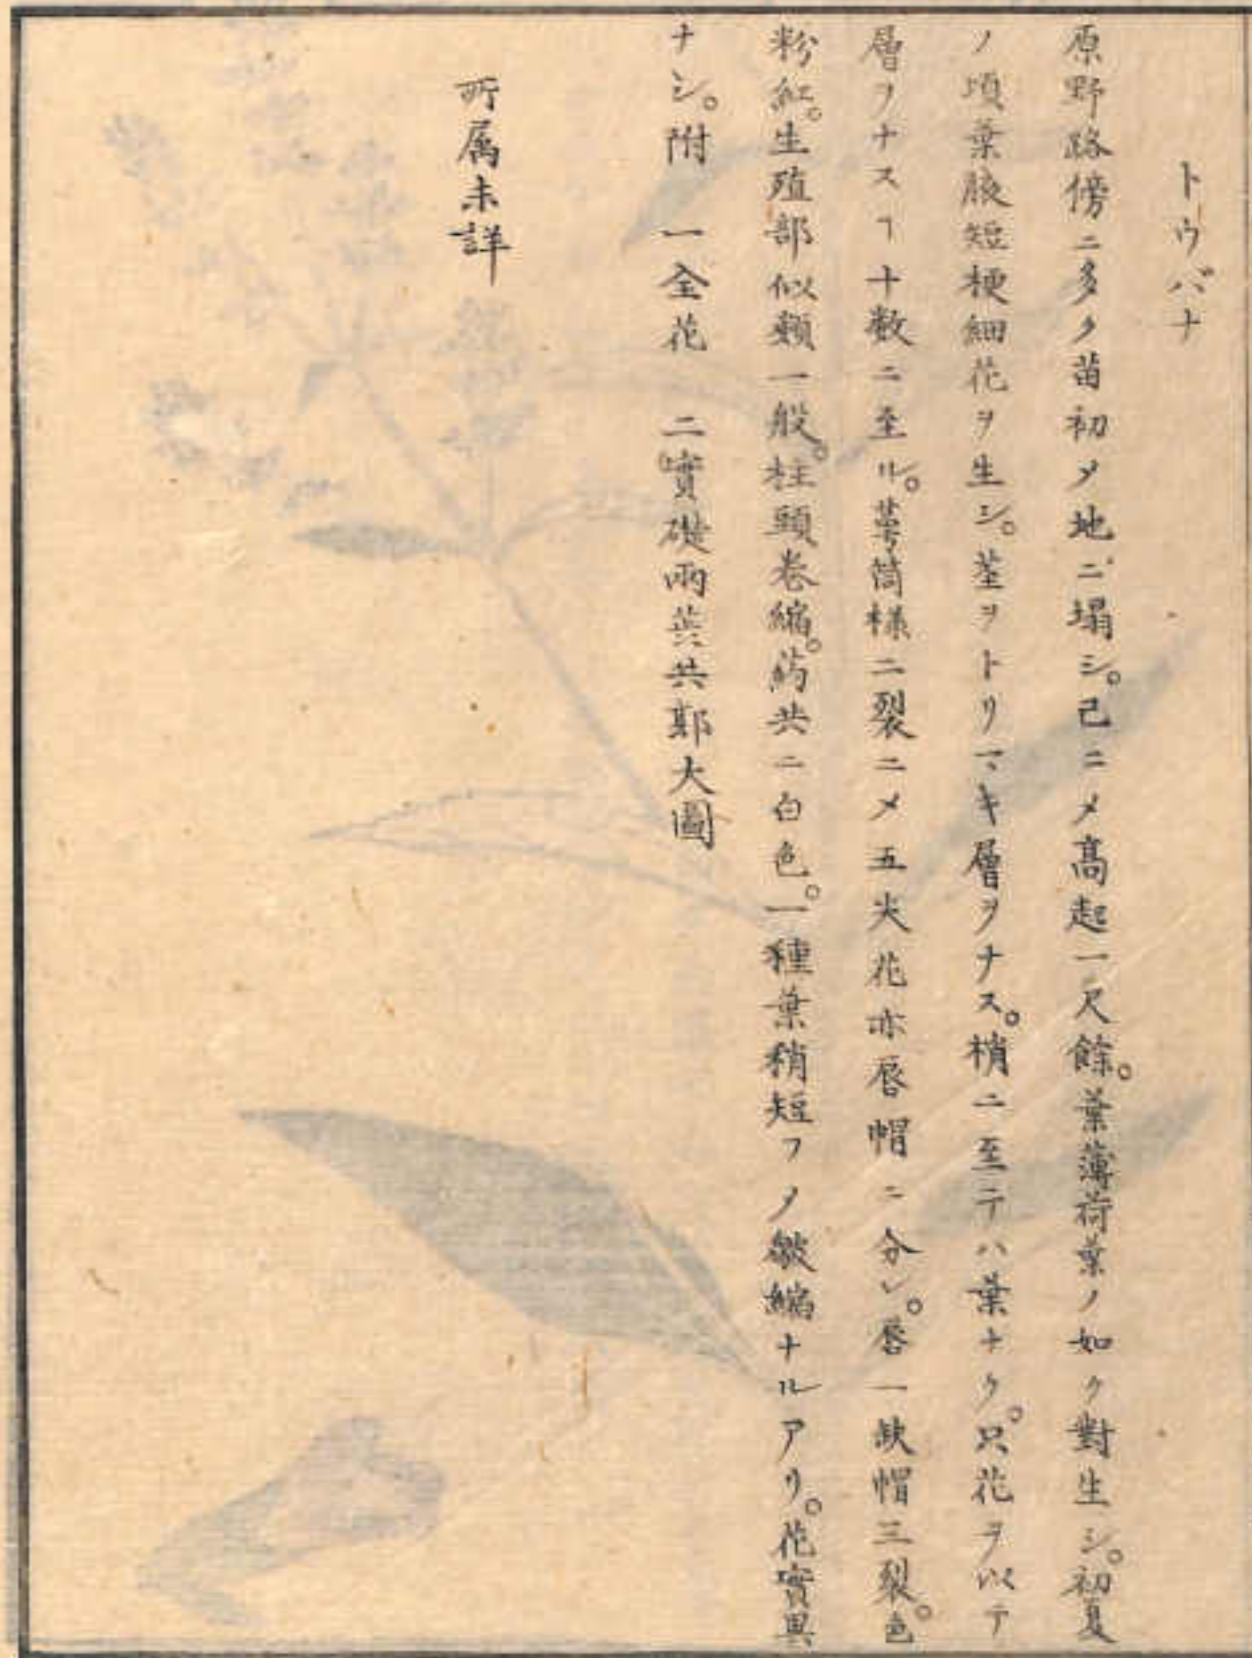 トウバナ
原野路傍ニ多ク苗初メ地ニ塌シ。已ニメ高起一尺餘。葉薄荷葉ノ如ク對生シ。初夏
ノ頃葉腋短梗細花ヲ生シ。莖ヲトリマキ層ヲナス。梢ニ至テハ葉ナク。只花ヲ以テ
層ヲナスヿ十数ニ至ル。萼筒様二裂ニメ五尖花亦唇帽ニ分レ。唇一缺帽三裂。色
粉紅。生殖部似類一般。柱頭卷縮。葯共ニ白色。一種葉稍短フノ皺縮ナルアリ。花實異
ナシ。附 一全花 二實礎兩共郭大圖
所属未詳